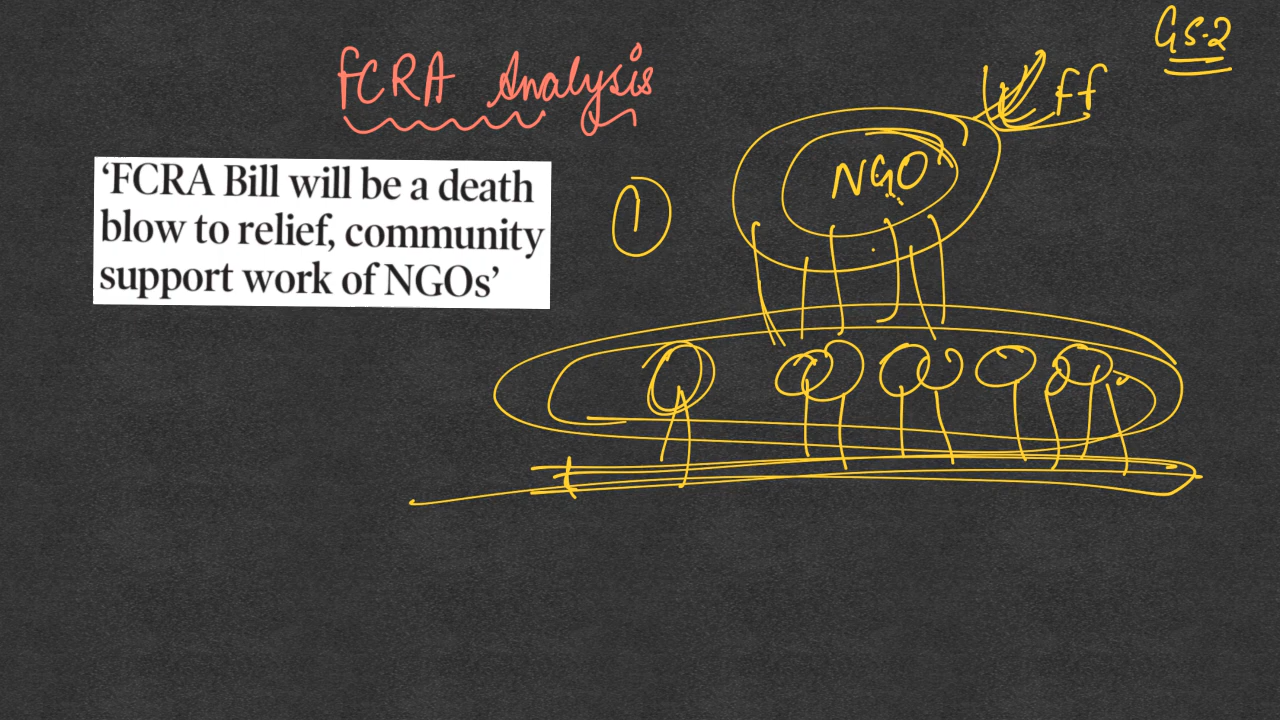 GS-2
FCRA Analysis
FF
NGO
①
‘FCRA Bill will be a death
blow to relief, community
support work of NGOs’